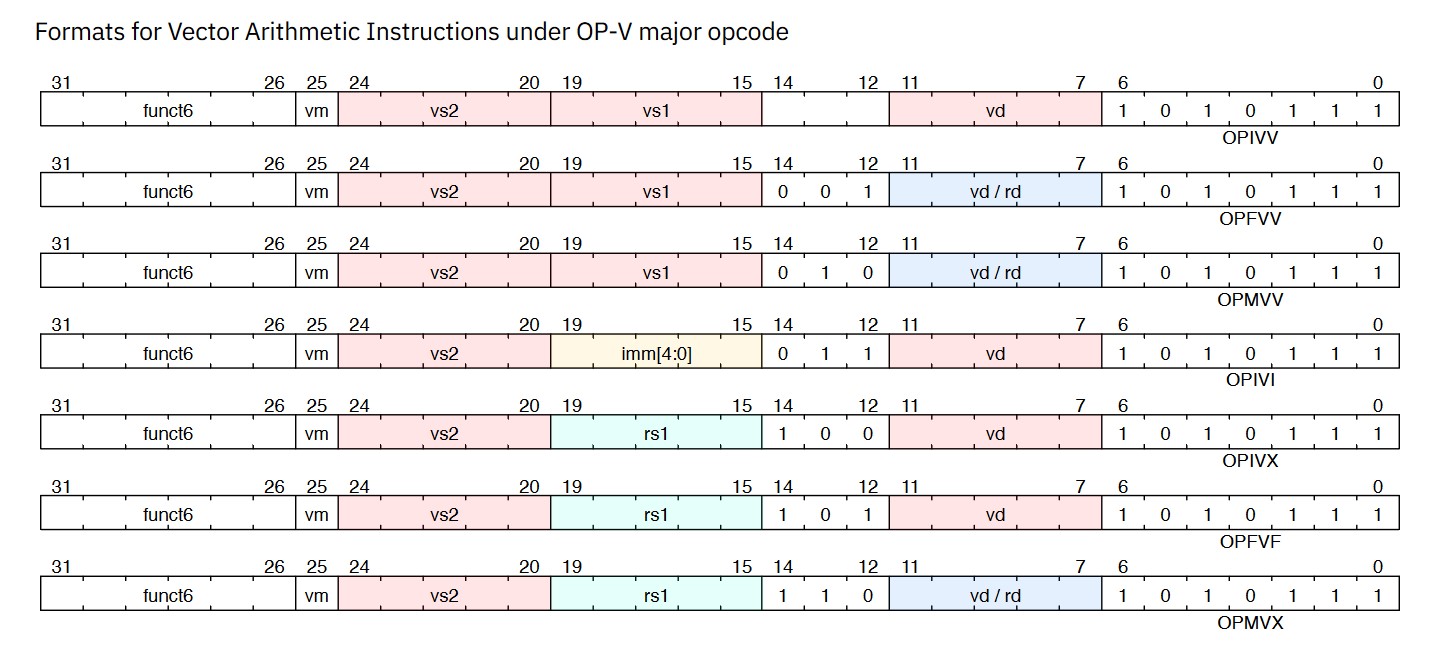 Formats for Vector Arithmetic Instructions under OP-V major opcode
31 26 25 24 20 19 15 14 12 11 7 6 0
funct6 vm vs2 vs1 vd 1 0 1 0 1 1 1
OPIVV
31 26 25 24 20 19 15 14 12 11 7 6 0
funct6 vm vs2 vs1 0 0 1 vd / rd 1 0 1 0 1 1 1
OPFVV
31 26 25 24 20 19 15 14 12 11 7 6 0
funct6 vm vs2 vs1 0 1 0 vd / rd 1 0 1 0 1 1 1
OPMVV
31 26 25 24 20 19 15 14 12 11 7 6 0
funct6 vm vs2 imm[4:0] 0 1 1 vd 1 0 1 0 1 1 1
OPIVI
31 26 25 24 20 19 15 14 12 11 7 6 0
funct6 vm vs2 rs1 1 0 0 vd 1 0 1 0 1 1 1
OPIVX
31 26 25 24 20 19 15 14 12 11 7 6 0
funct6 vm vs2 rs1 1 0 1 vd 1 0 1 0 1 1 1
OPFVF
31 26 25 24 20 19 15 14 12 11 7 6 0
funct6 vm vs2 rs1 1 1 0 vd / rd 1 0 1 0 1 1 1
OPMVX